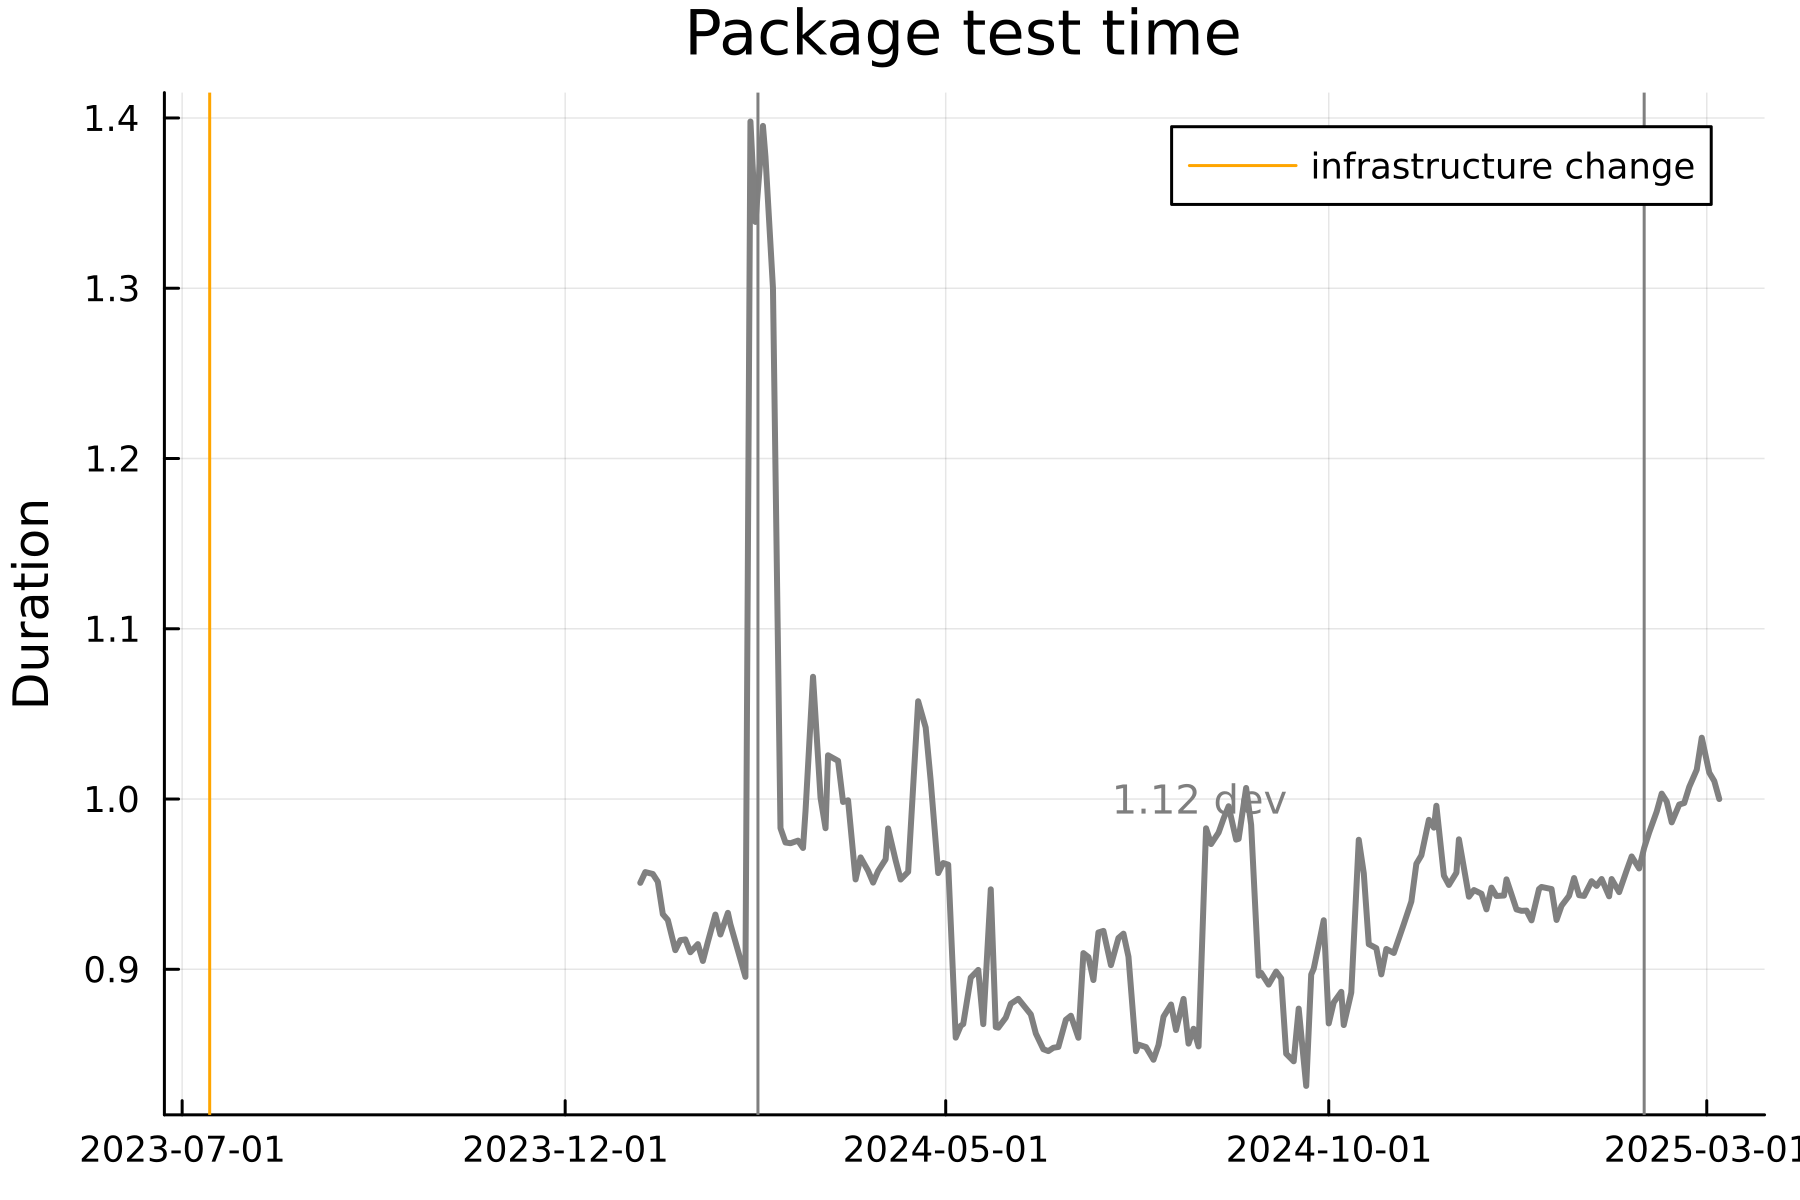 Package test time
1.4
1.3
1.2
1.1
1.0
0.9
Duration
infrastructure change
1.12 dev
2023-07-01
2023-12-01
2024-05-01
2024-10-01
2025-03-01